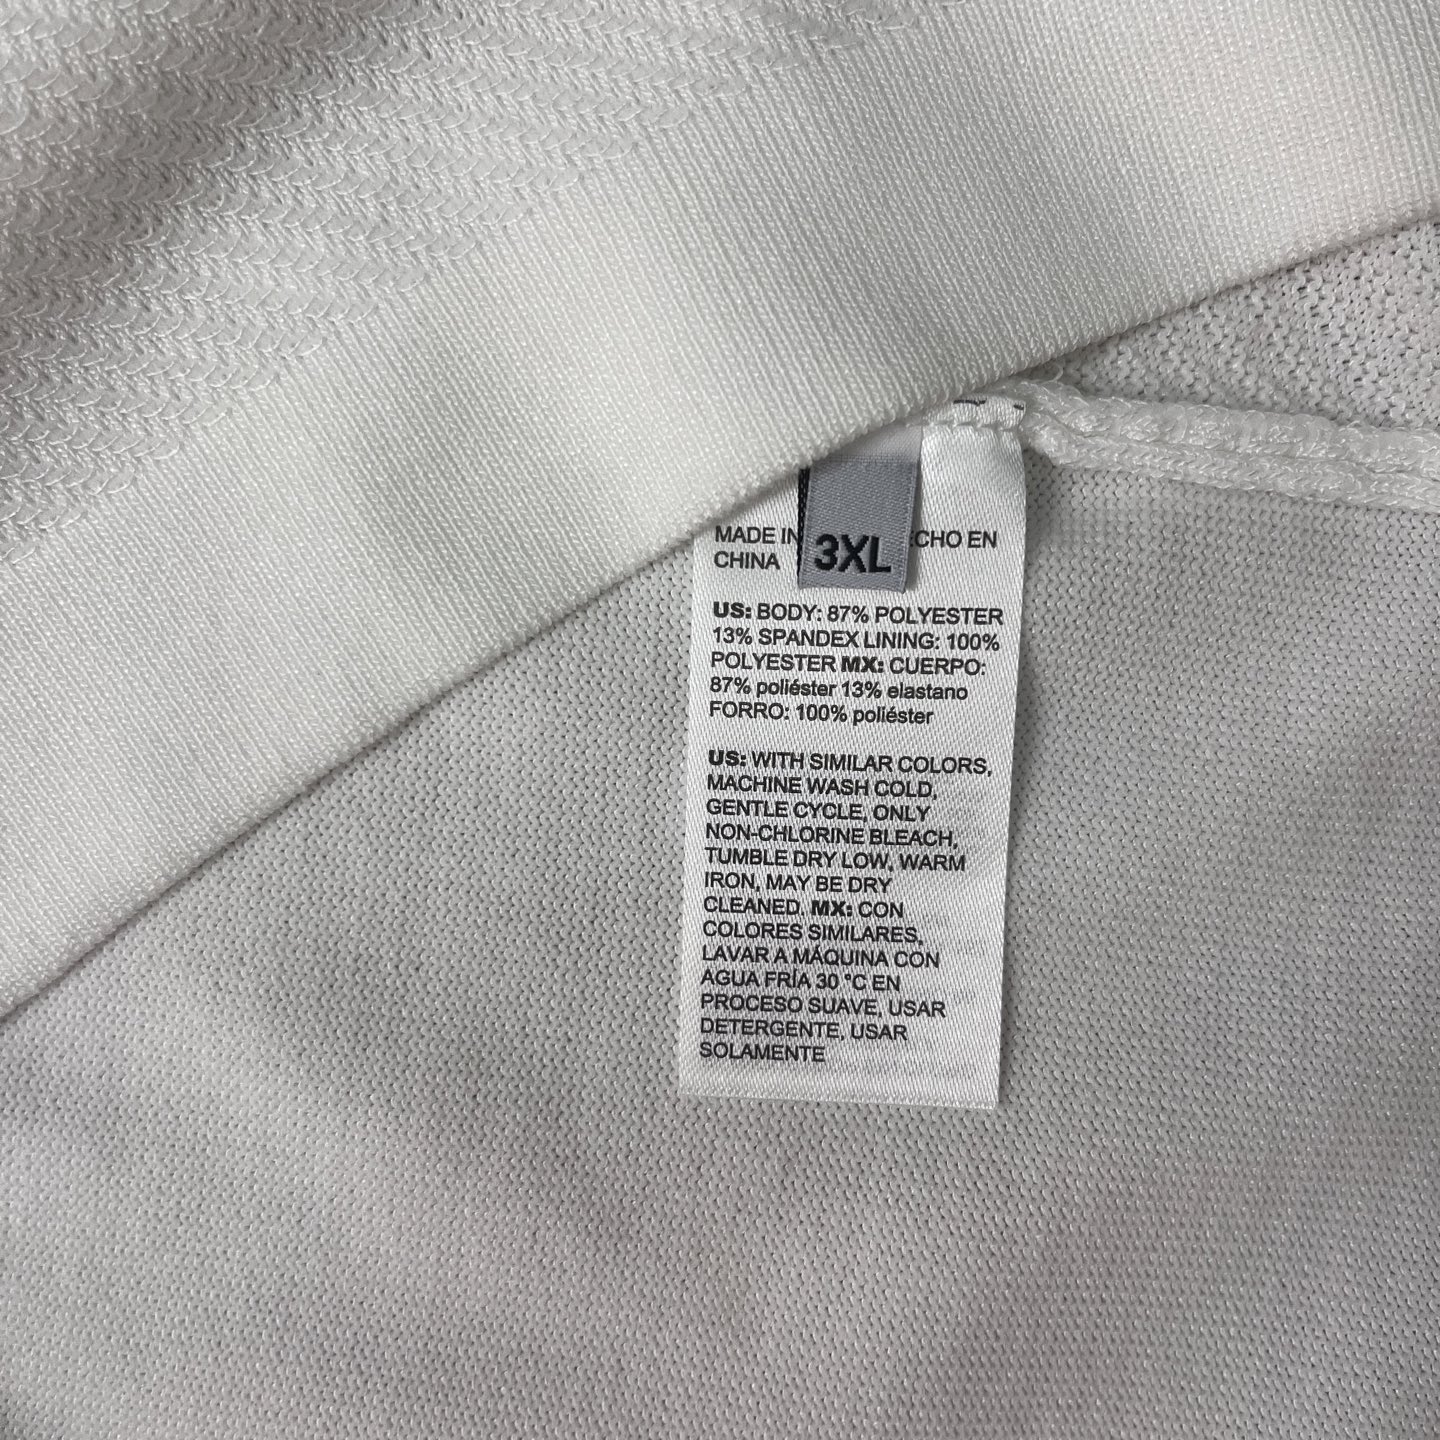 MADE IN ECHO EN
CHINA
3XL
US: BODY: 87% POLYESTER
13% SPANDEX LINING: 100%
POLYESTER MX: CUERPO:
87% poliéster 13% elastano
FORRO: 100% poliéster
US: WITH SIMILAR COLORS,
MACHINE WASH COLD,
GENTLE CYCLE, ONLY
NON-CHLORINE BLEACH,
TUMBLE DRY LOW, WARM
IRON, MAY BE DRY
CLEANED. MX: CON
COLORES SIMILARES,
LAVAR A MÁQUINA CON
AGUA FRÍA 30 °C EN
PROCESO SUAVE, USAR
DETERGENTE, USAR
SOLAMENTE